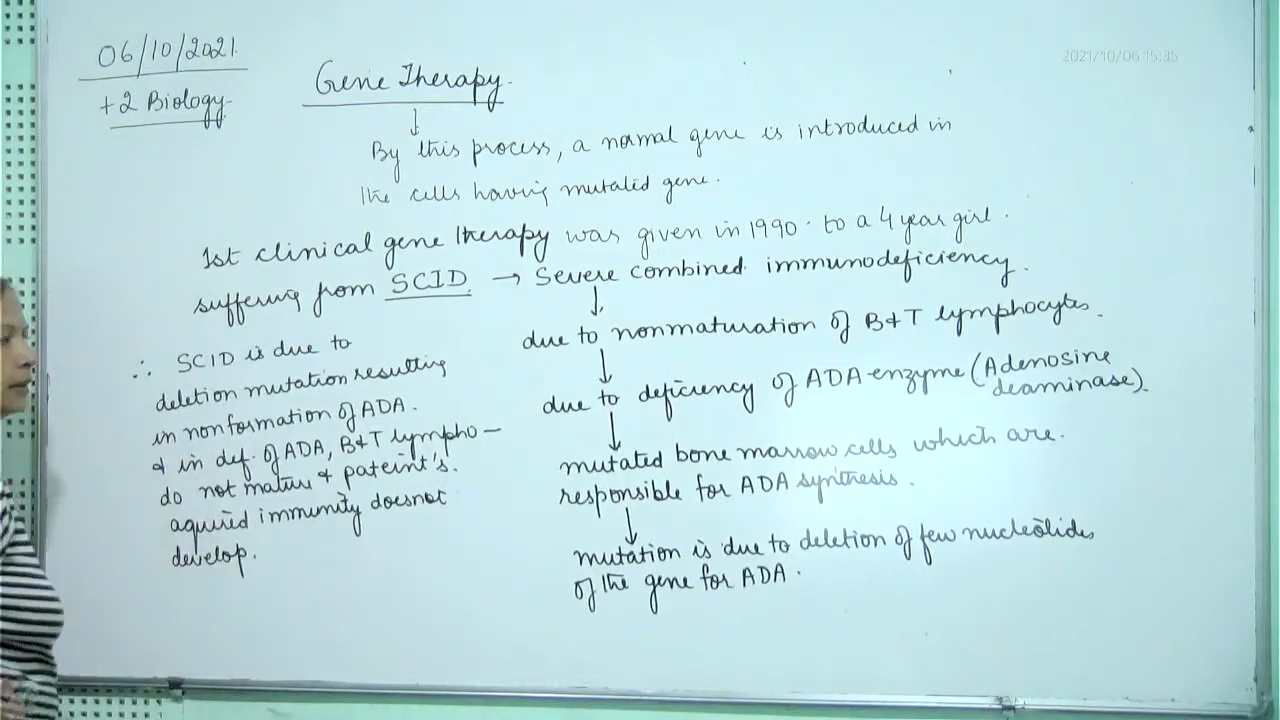 06/10/2021.
2021/10/06 15:35
+2 Biology
Gene Therapy.
↓
By this process, a normal gene is introduced in
the cells having mutated gene.
1st clinical gene therapy was given in 1990. to a 4 year girl.
suffering from SCID → Severe combined immunodeficiency.
↓
due to nonmaturation of B&T lymphocytes.
↓
due to deficiency of ADA enzyme (Adenosine
deaminase).
↓
mutated bone marrow cells which are.
responsible for ADA synthesis.
↓
mutation is due to deletion of few nucleotides
of the gene for ADA.
∴ SCID is due to
deletion mutation resulting
in nonformation of ADA.
& in def. of ADA, B&T lympho-
do not mature & pateint's.
aquired immunity doesnot
develop.